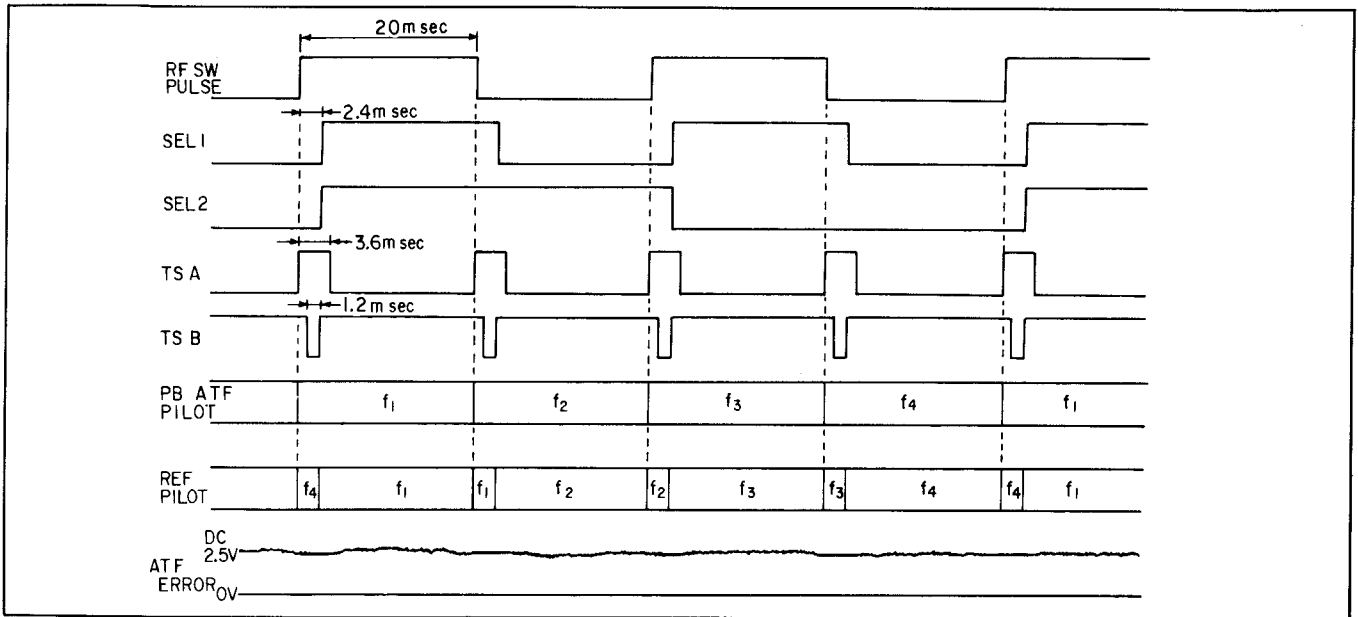 20m sec
RF SW
PULSE
2.4m sec
SEL 1
SEL2
3.6m sec
TS A
1.2m sec
TS B
PB ATF
PILOT
f1 f2 f3 f4 f1
REF
PILOT
f4 f1 f1 f2 f2 f3 f3 f4 f4 f1
DC
2.5V
ATF
ERROR 0V